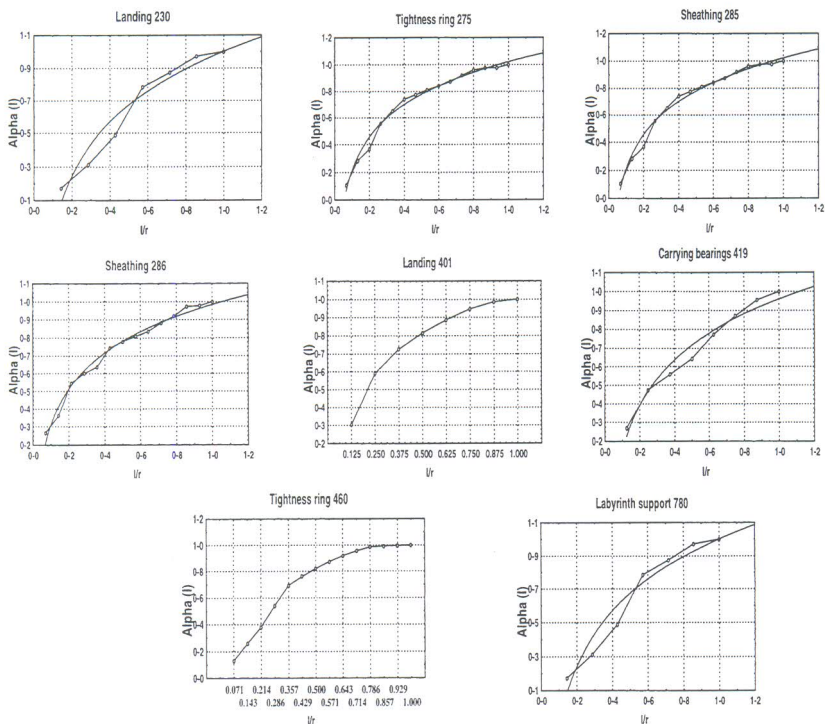 Landing 230
Alpha (I)
1-1
0-9
0-7
0-5
0-3
0-1
0-0 0-2 0-4 0-6 0-8 1-0 1-2
I/r
Tightness ring 275
Alpha (I)
1-2
1-0
0-8
0-6
0-4
0-2
0-0
0-0 0-2 0-4 0-6 0-8 1-0 1-2
I/r
Sheathing 285
Alpha (I)
1-2
1-0
0-8
0-6
0-4
0-2
0-0
0-0 0-2 0-4 0-6 0-8 1-0 1-2
I/r
Sheathing 286
Alpha (I)
1-1
1-0
0-9
0-8
0-7
0-6
0-5
0-4
0-3
0-2
0-0 0-2 0-4 0-6 0-8 1-0 1-2
I/r
Landing 401
Alpha (I)
1-1
1-0
0-9
0-8
0-7
0-6
0-5
0-4
0-3
0-2
0.125 0.250 0.375 0.500 0.625 0.750 0.875 1.000
I/r
Carrying bearings 419
Alpha (I)
1-1
1-0
0-9
0-8
0-7
0-6
0-5
0-4
0-3
0-2
0-0 0-2 0-4 0-6 0-8 1-0 1-2
I/r
Tightness ring 460
Alpha (I)
1-2
1-0
0-8
0-6
0-4
0-2
0-0
0.071 0.214 0.357 0.500 0.643 0.786 0.929
0.143 0.286 0.429 0.571 0.714 0.857 1.000
I/r
Labyrinth support 780
Alpha (I)
1-1
0-9
0-7
0-5
0-3
0-1
0-0 0-2 0-4 0-6 0-8 1-0 1-2
I/r